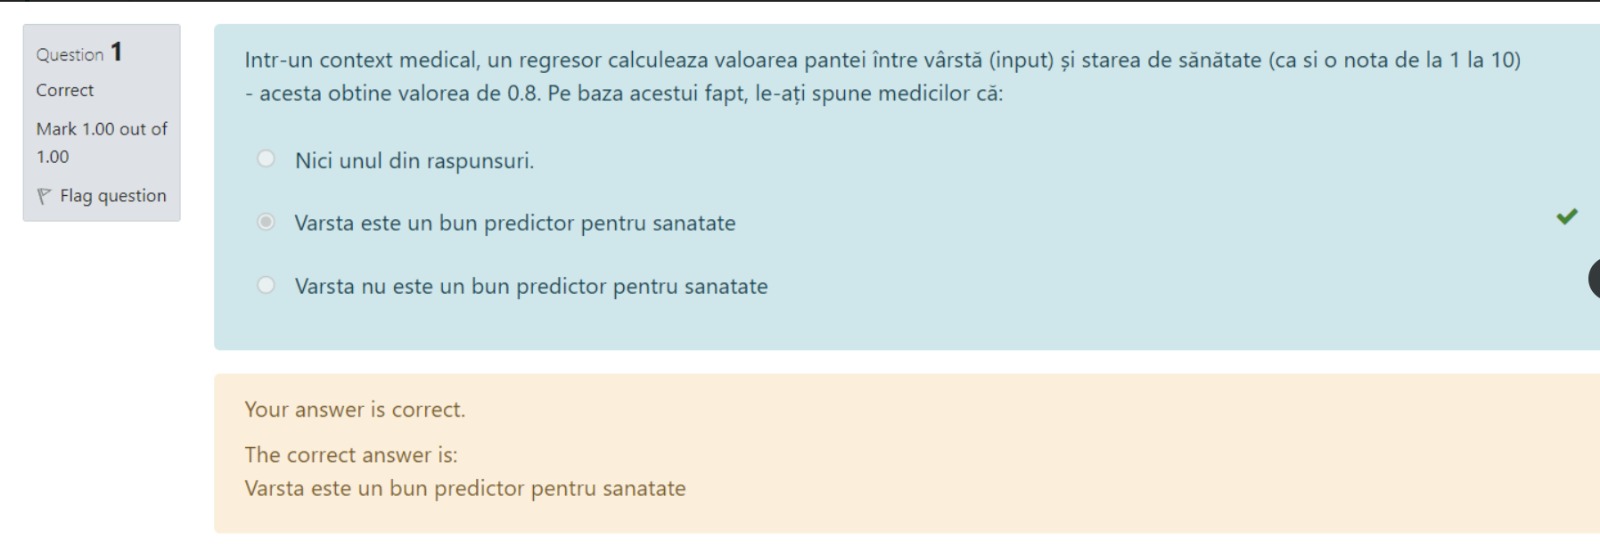 Question 1
Correct
Mark 1.00 out of
1.00
Flag question
Intr-un context medical, un regresor calculeaza valoarea pantei între vârstă (input) și starea de sănătate (ca si o nota de la 1 la 10)
- acesta obtine valorea de 0.8. Pe baza acestui fapt, le-ați spune medicilor că:
Nici unul din raspunsuri.
Varsta este un bun predictor pentru sanatate
Varsta nu este un bun predictor pentru sanatate
Your answer is correct.
The correct answer is:
Varsta este un bun predictor pentru sanatate